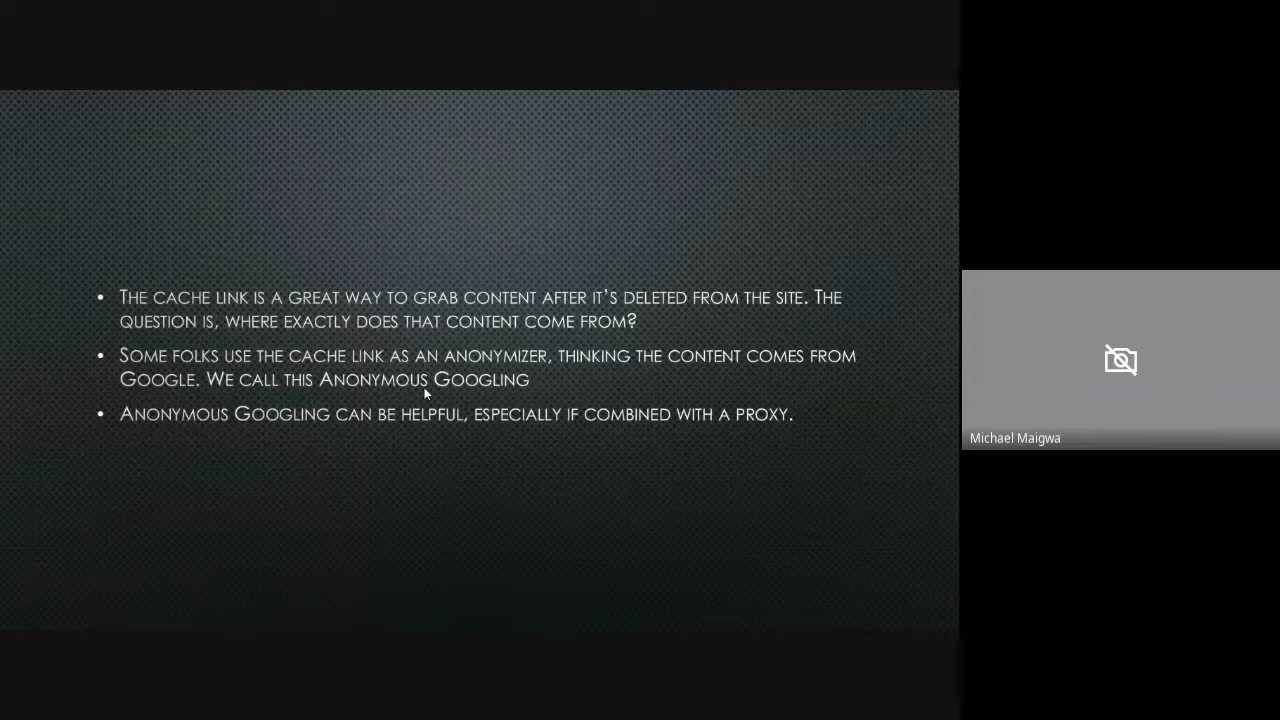 • The cache link is a great way to grab content after it's deleted from the site. The
question is, where exactly does that content come from?
• Some folks use the cache link as an anonymizer, thinking the content comes from
Google. We call this Anonymous Googling
• Anonymous Googling can be helpful, especially if combined with a proxy.
Michael Maigwa